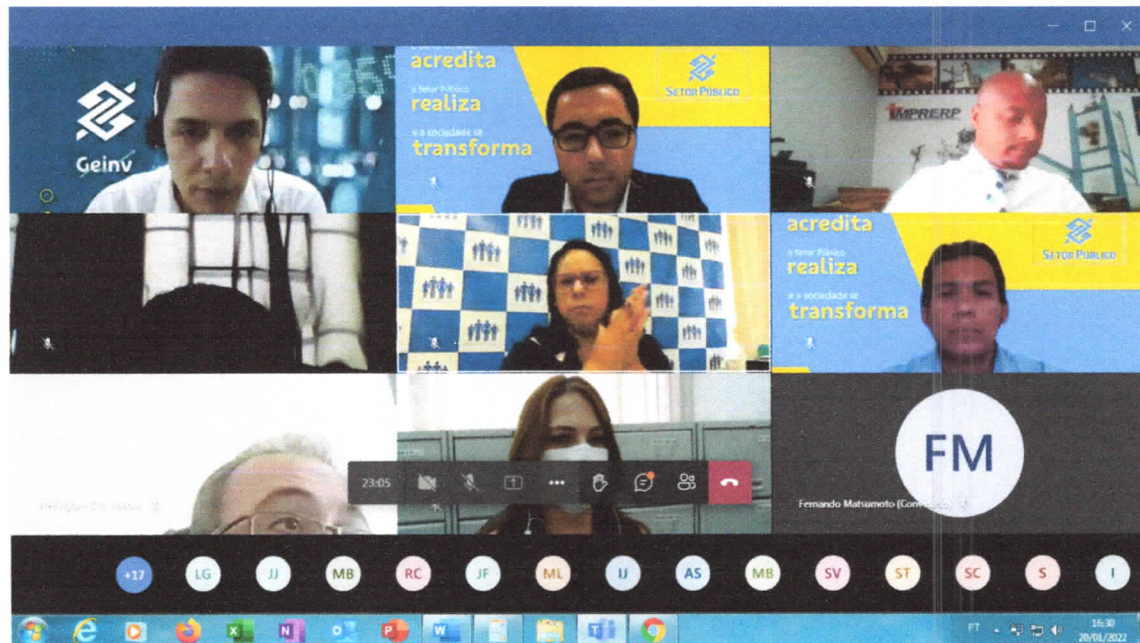 Geinv
acredita
o Setor Público
realiza
e a sociedade se
transforma
SETOR PÚBLICO
IMPRERP
acredita
o Setor Público
realiza
e a sociedade se
transforma
SETOR PÚBLICO
23:05
FM
Fernando Matsumoto
+17
LG
JJ
MB
RC
JF
ML
IJ
AS
MB
SV
ST
SC
S
I
PT
16:30
20/01/2022